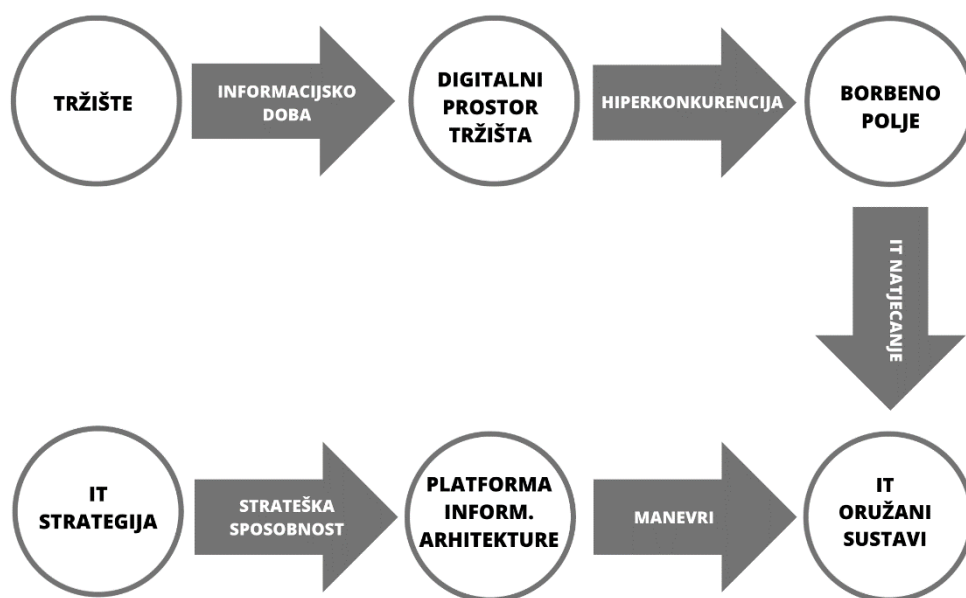 TRŽIŠTE
INFORMACIJSKO
DOBA
DIGITALNI
PROSTOR
TRŽIŠTA
HIPERKONKURENCIJA
BORBENO
POLJE
IT NATJECANJE
IT
STRATEGIJA
STRATEŠKA
SPOSOBNOST
PLATFORMA
INFORM.
ARHITEKTURE
MANEVRI
IT
ORUŽANI
SUSTAVI